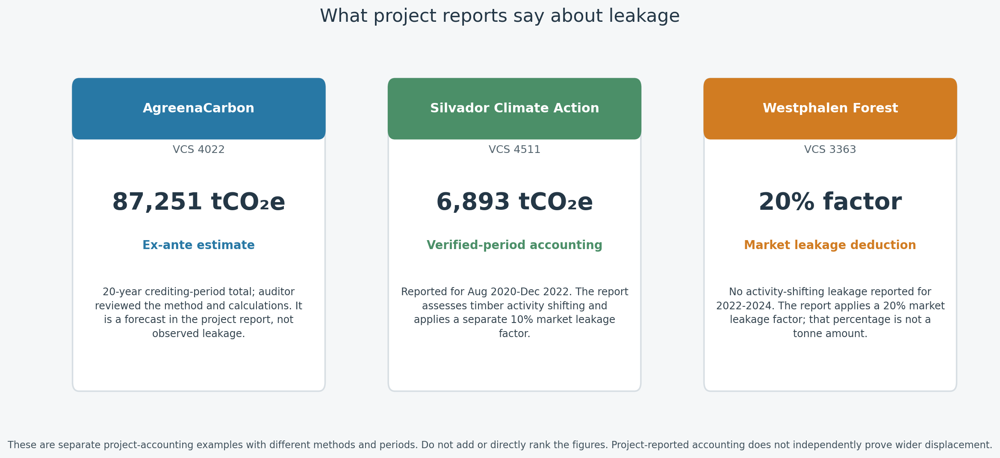 What project reports say about leakage
AgreenaCarbon
VCS 4022
87,251 tCO₂e
Ex-ante estimate
20-year crediting-period total; auditor
reviewed the method and calculations. It
is a forecast in the project report, not
observed leakage.
Silvador Climate Action
VCS 4511
6,893 tCO₂e
Verified-period accounting
Reported for Aug 2020-Dec 2022. The report
assesses timber activity shifting and
applies a separate 10% market leakage
factor.
Westphalen Forest
VCS 3363
20% factor
Market leakage deduction
No activity-shifting leakage reported for
2022-2024. The report applies a 20% market
leakage factor; that percentage is not a
tonne amount.
These are separate project-accounting examples with different methods and periods. Do not add or directly rank the figures. Project-reported accounting does not independently prove wider displacement.